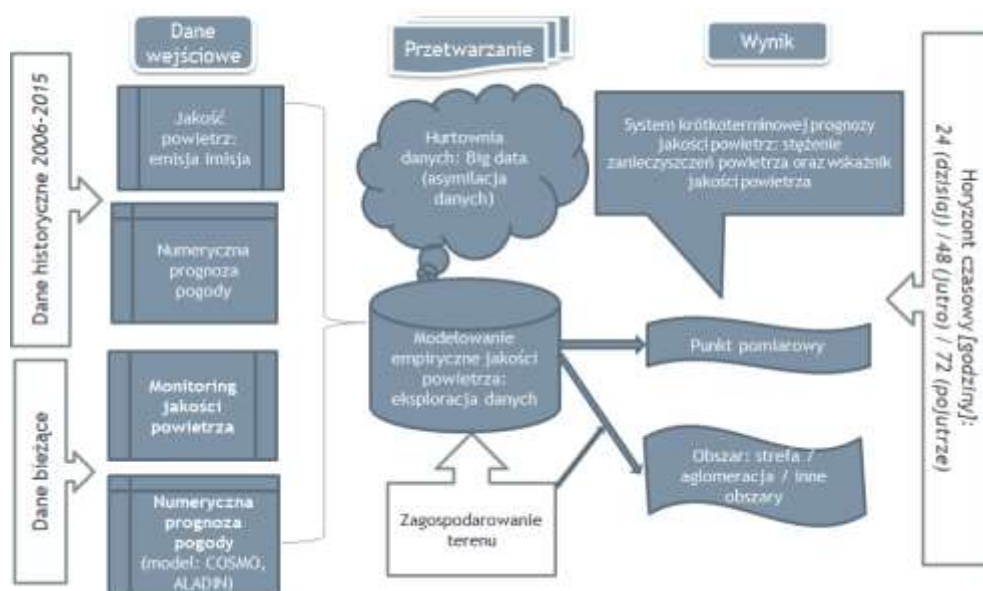 Dane
wejściowe
Przetwarzanie
Wynik
Dane historyczne 2006-2015
Jakość
powietrz:
emisja imisja
Numeryczna
prognoza
pogody
Dane bieżące
Monitoring
jakości
powietrza
Numeryczna
prognoza
pogody
(model: COSMO,
ALADIN)
Hurtownia
danych: Big data
(asymilacja
danych)
Modelowanie
empiryczne jakości
powietrza:
eksploracja danych
Zagospodarowanie
terenu
System krótkoterminowej prognozy
jakości powietrz: stężenie
zanieczyszczeń powietrza oraz wskaźnik
jakości powietrza
Punkt pomiarowy
Obszar: strefa /
aglomeracja / inne
obszary
Horyzont czasowy [godziny]:
24 (dzisiaj) / 48 (jutro) / 72 (pojutrze)